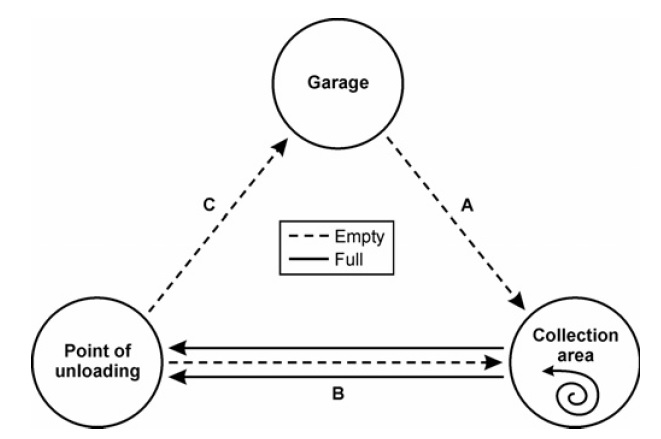 Garage
C
A
Empty
Full
Point of
unloading
Collection
area
B